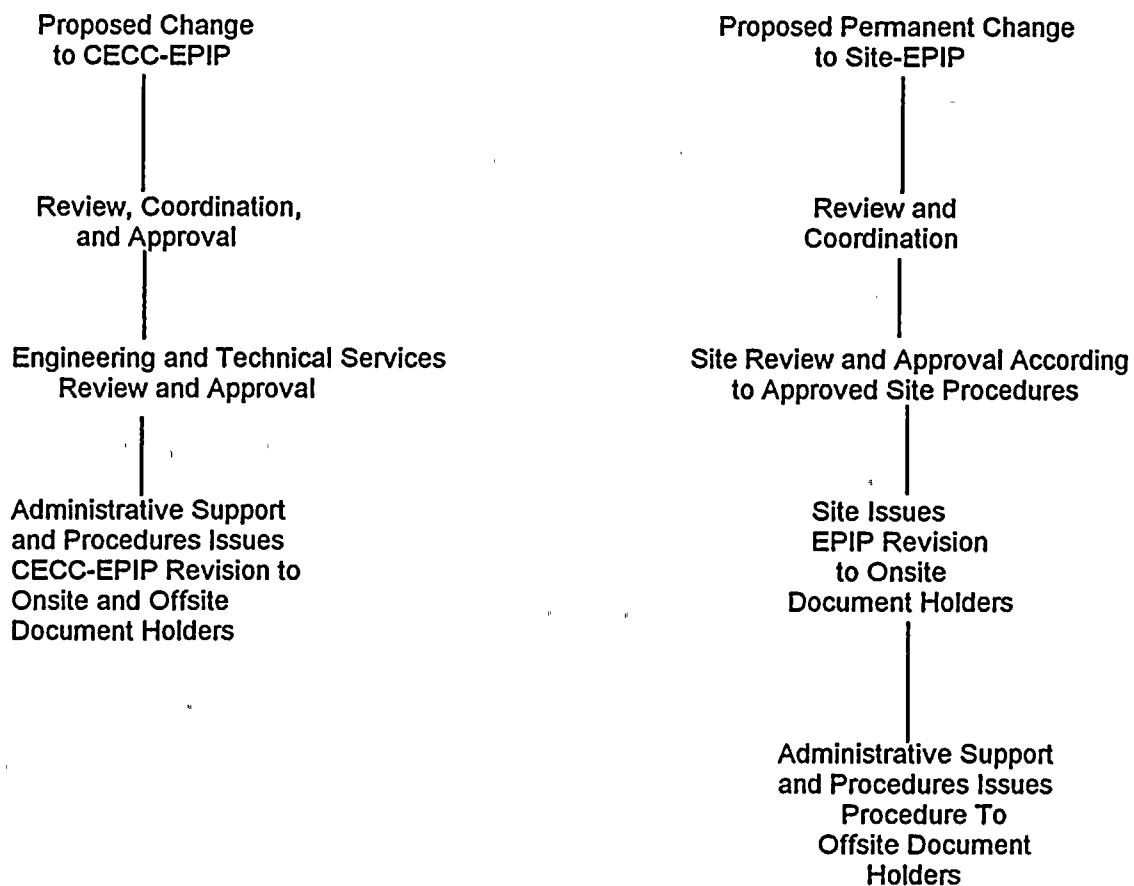 Proposed Change
to CECC-EPIP
Review, Coordination,
and Approval
Engineering and Technical Services
Review and Approval
Administrative Support
and Procedures Issues
CECC-EPIP Revision to
Onsite and Offsite
Document Holders
Proposed Permanent Change
to Site-EPIP
Review and
Coordination
Site Review and Approval According
to Approved Site Procedures
Site Issues
EPIP Revision
to Onsite
Document Holders
Administrative Support
and Procedures Issues
Procedure To
Offsite Document
Holders